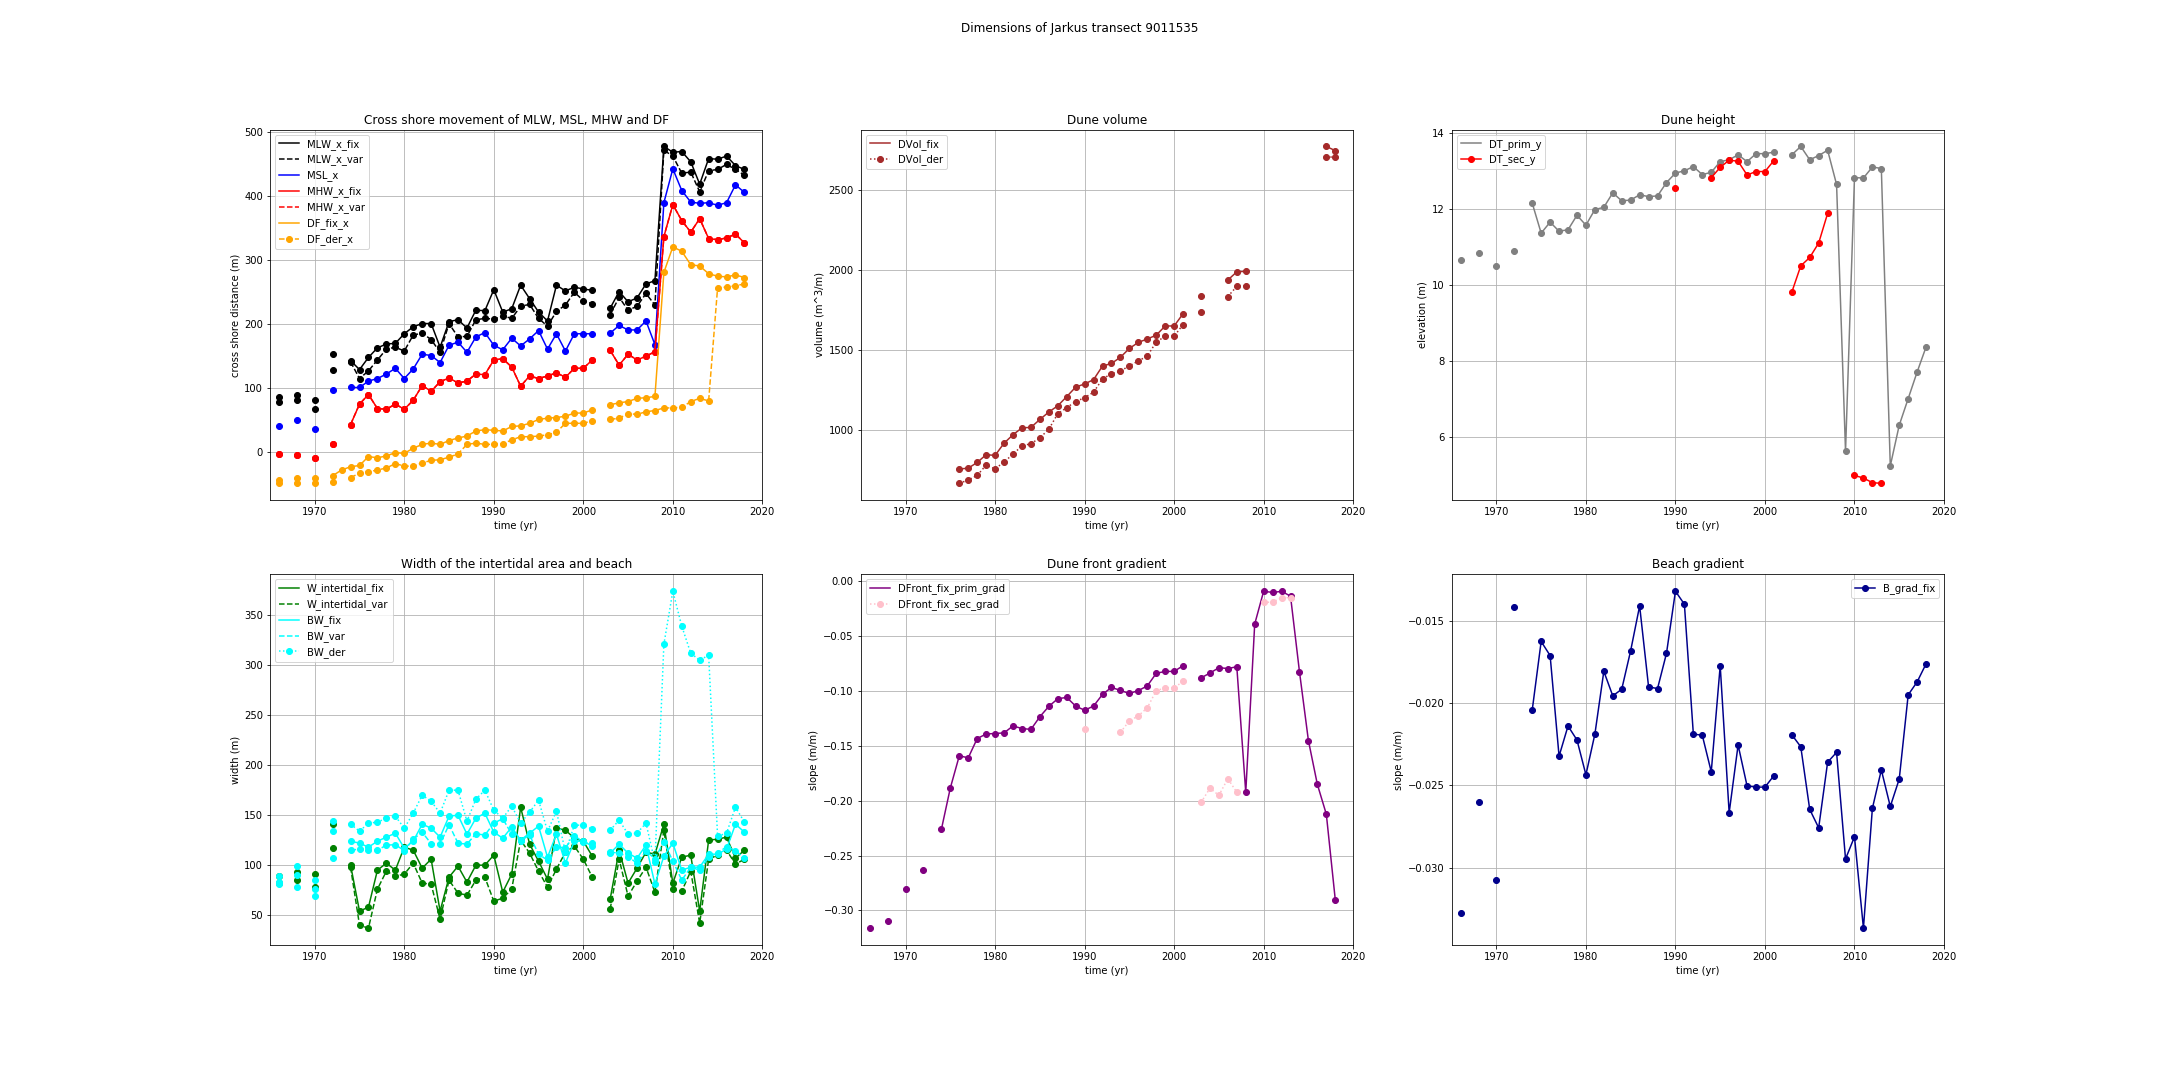 Dimensions of Jarkus transect 9011535
Cross shore movement of MLW, MSL, MHW and DF
500
400
300
200
100
0
cross shore distance (m)
MLW_x_fix
MLW_x_var
MSL_x
MHW_x_fix
MHW_x_var
DF_fix_x
DF_der_x
1970 1980 1990 2000 2010 2020
time (yr)
Dune volume
2500
2000
1500
1000
volume (m^3/m)
DVol_fix
DVol_der
1970 1980 1990 2000 2010 2020
time (yr)
Dune height
14
12
10
8
6
elevation (m)
DT_prim_y
DT_sec_y
1970 1980 1990 2000 2010 2020
time (yr)
Width of the intertidal area and beach
350
300
250
200
150
100
50
width (m)
W_intertidal_fix
W_intertidal_var
BW_fix
BW_var
BW_der
1970 1980 1990 2000 2010 2020
time (yr)
Dune front gradient
0.00
−0.05
−0.10
−0.15
−0.20
−0.25
−0.30
slope (m/m)
DFront_fix_prim_grad
DFront_fix_sec_grad
1970 1980 1990 2000 2010 2020
time (yr)
Beach gradient
−0.015
−0.020
−0.025
−0.030
slope (m/m)
B_grad_fix
1970 1980 1990 2000 2010 2020
time (yr)